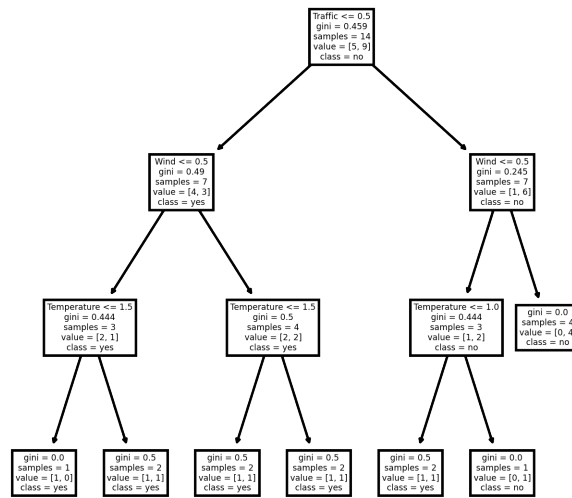 Traffic <= 0.5
gini = 0.459
samples = 14
value = [5, 9]
class = no
Wind <= 0.5
gini = 0.49
samples = 7
value = [4, 3]
class = yes
Wind <= 0.5
gini = 0.245
samples = 7
value = [1, 6]
class = no
Temperature <= 1.5
gini = 0.444
samples = 3
value = [2, 1]
class = yes
Temperature <= 1.5
gini = 0.5
samples = 4
value = [2, 2]
class = yes
Temperature <= 1.0
gini = 0.444
samples = 3
value = [1, 2]
class = no
gini = 0.0
samples = 4
value = [0, 4
class = no
gini = 0.0
samples = 1
value = [1, 0]
class = yes
gini = 0.5
samples = 2
value = [1, 1]
class = yes
gini = 0.5
samples = 2
value = [1, 1]
class = yes
gini = 0.5
samples = 2
value = [1, 1]
class = yes
gini = 0.5
samples = 2
value = [1, 1]
class = yes
gini = 0.0
samples = 1
value = [0, 1]
class = no